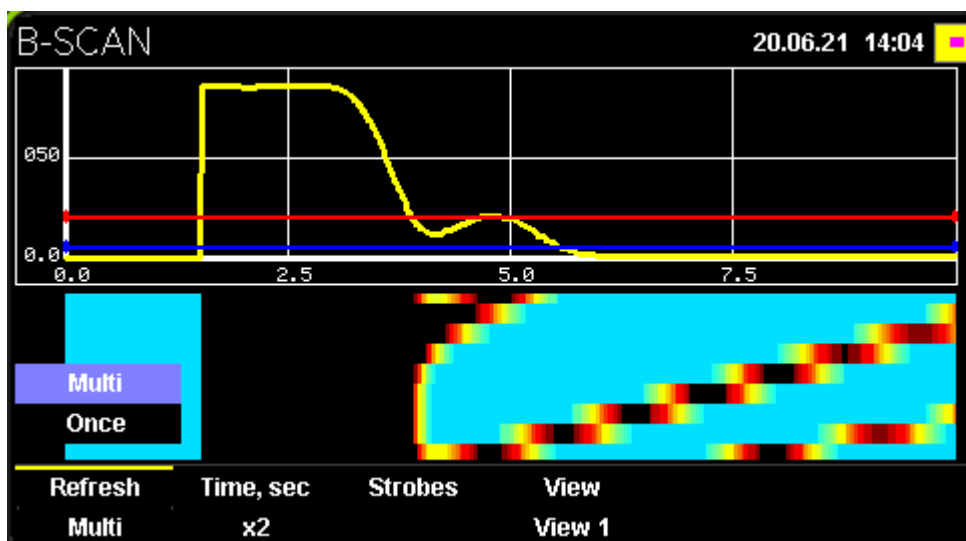 B-SCAN 20.06.21 14:04
050
0.0
0.0 2.5 5.0 7.5
Multi
Once
Refresh Time, sec Strobes View
Multi x2 View 1